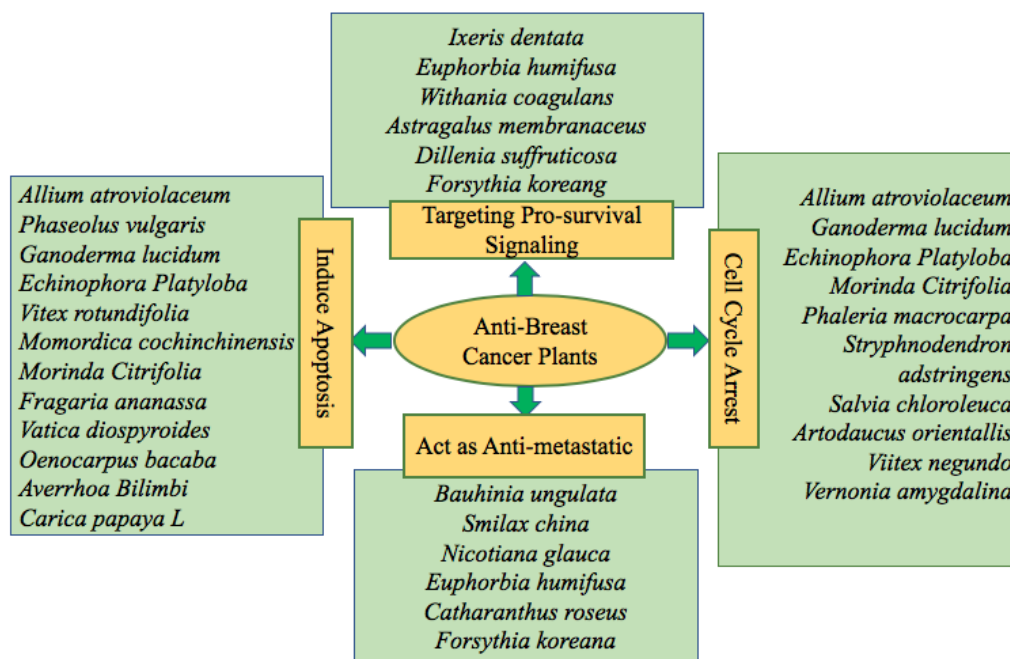 Ixeris dentata
Euphorbia humifusa
Withania coagulans
Astragalus membranaceus
Dillenia suffruticosa
Forsythia koreang
Targeting Pro-survival
Signaling
Allium atroviolaceum
Phaseolus vulgaris
Ganoderma lucidum
Echinophora Platyloba
Vitex rotundifolia
Momordica cochinchinensis
Morinda Citrifolia
Fragaria ananassa
Vatica diospyroides
Oenocarpus bacaba
Averrhoa Bilimbi
Carica papaya L
Induce Apoptosis
Anti-Breast
Cancer Plants
Cell Cycle Arrest
Allium atroviolaceum
Ganoderma lucidum
Echinophora Platyloba
Morinda Citrifolia
Phaleria macrocarpa
Stryphnodendron
adstringens
Salvia chloroleuca
Artodaucus orientallis
Viitex negundo
Vernonia amygdalina
Act as Anti-metastatic
Bauhinia ungulata
Smilax china
Nicotiana glauca
Euphorbia humifusa
Catharanthus roseus
Forsythia koreana